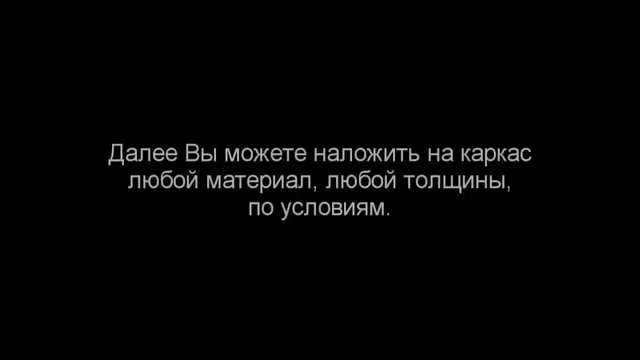 Далее Вы можете наложить на каркас
любой материал, любой толщины,
по условиям.